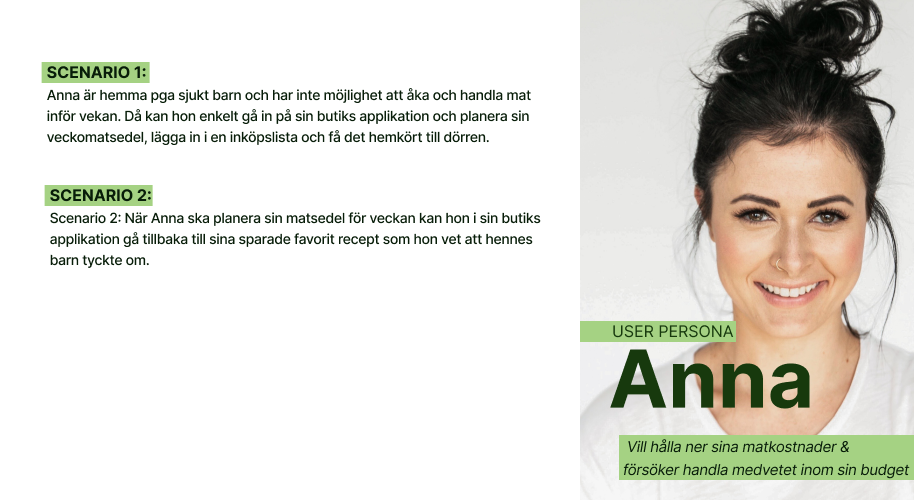 SCENARIO 1:
Anna är hemma pga sjukt barn och har inte möjlighet att åka och handla mat
inför vekan. Då kan hon enkelt gå in på sin butiks applikation och planera sin
veckomatsedel, lägga in i en inköpslista och få det hemkört till dörren.
SCENARIO 2:
Scenario 2: När Anna ska planera sin matsedel för veckan kan hon i sin butiks
applikation gå tillbaka till sina sparade favorit recept som hon vet att hennes
barn tyckte om.
USER PERSONA
Anna
Vill hålla ner sina matkostnader &
försöker handla medvetet inom sin budget